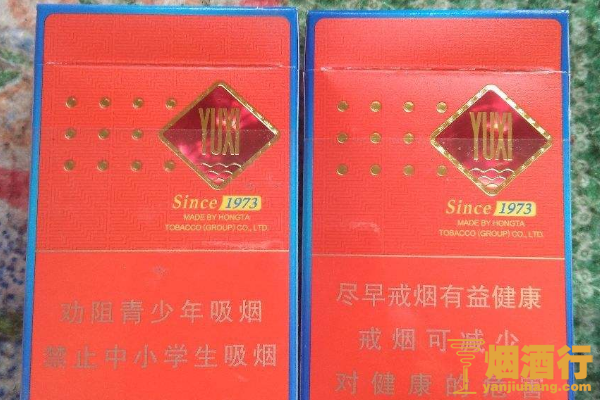 YUXI
Since 1973
MADE BY HONGTA
TOBACCO (GROUP) CO., LTD.
劝阻青少年吸烟
禁止中小学生吸烟
YUXI
Since 1973
MADE BY HONGTA
TOBACCO (GROUP) CO., LTD.
尽早戒烟有益健康
戒烟可减少
对健康的危害
烟酒行
yanjiuhang.com